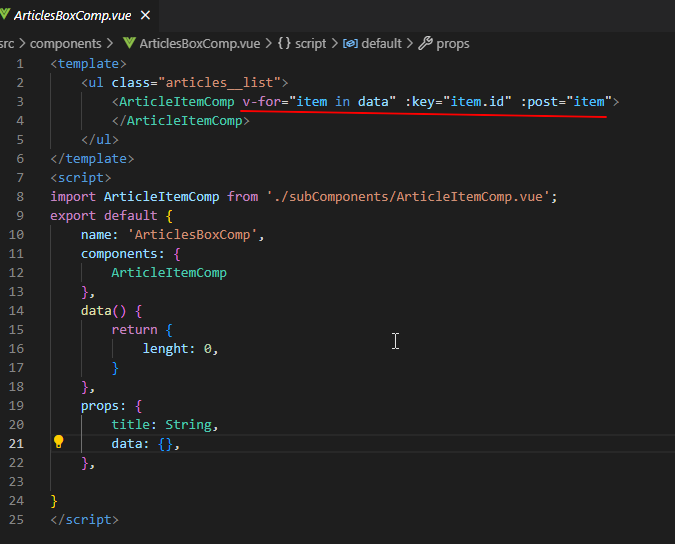 ArticlesBoxComp.vue ×
src > components > ArticlesBoxComp.vue > {} script > default > props
1 <template>
2 <ul class="articles__list">
3 <ArticleItemComp v-for="item in data" :key="item.id" :post="item">
4 </ArticleItemComp>
5 </ul>
6 </template>
7 <script>
8 import ArticleItemComp from './subComponents/ArticleItemComp.vue';
9 export default {
10 name: 'ArticlesBoxComp',
11 components: {
12 ArticleItemComp
13 },
14 data() {
15 return {
16 lenght: 0,
17 }
18 },
19 props: {
20 title: String,
21 data: {},
22 },
23
24 }
25 </script>